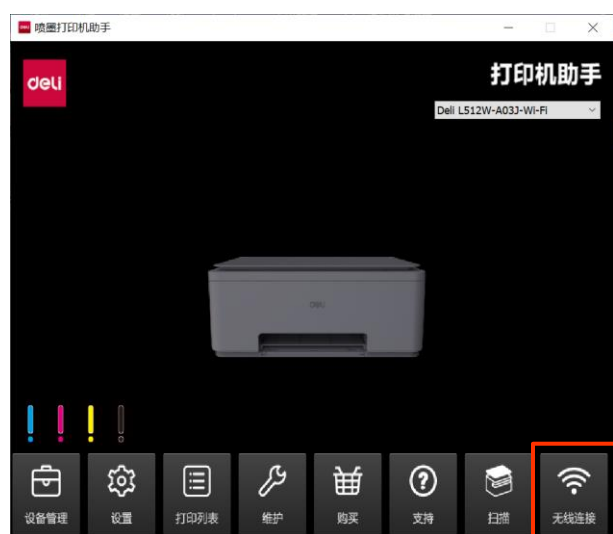 deli 喷墨打印机助手
deli
打印机助手
Deli L512W-A03J-Wi-Fi
DELI
设备管理
设置
打印列表
维护
购买
支持
扫描
无线连接